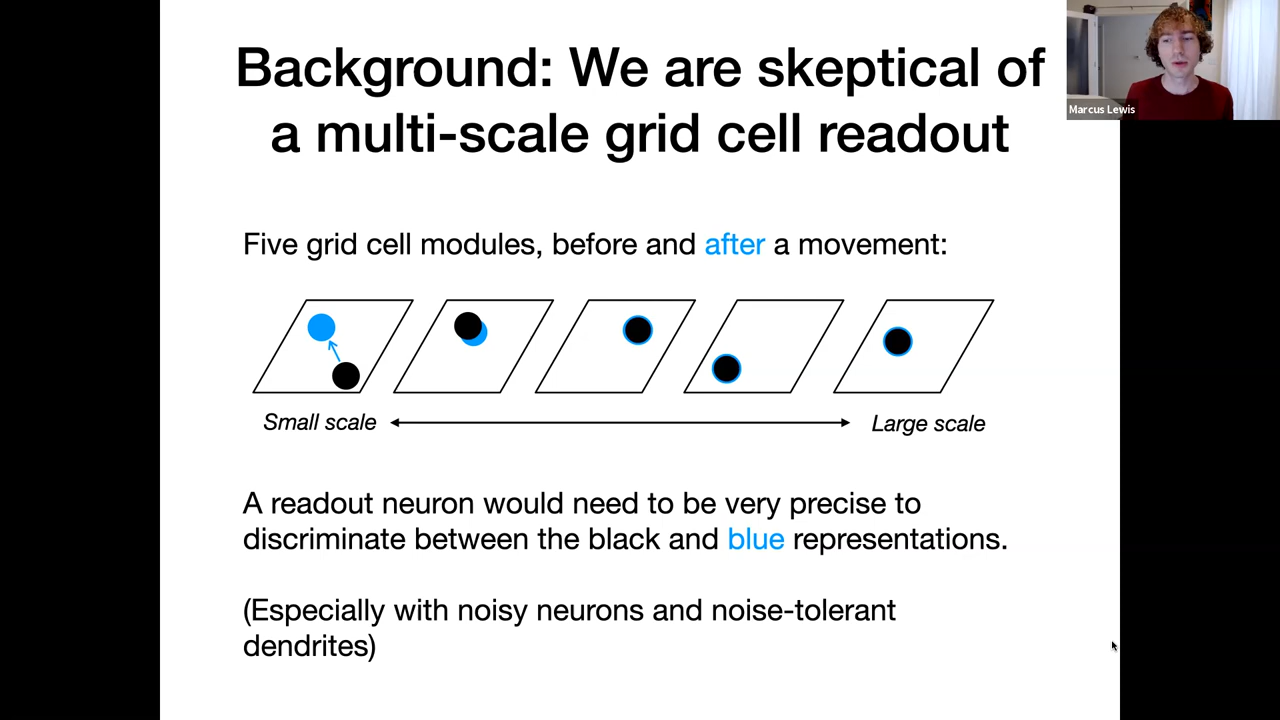 Background: We are skeptical of
a multi-scale grid cell readout
Marcus Lewis
Five grid cell modules, before and after a movement:
Small scale
Large scale
A readout neuron would need to be very precise to
discriminate between the black and blue representations.
(Especially with noisy neurons and noise-tolerant
dendrites)